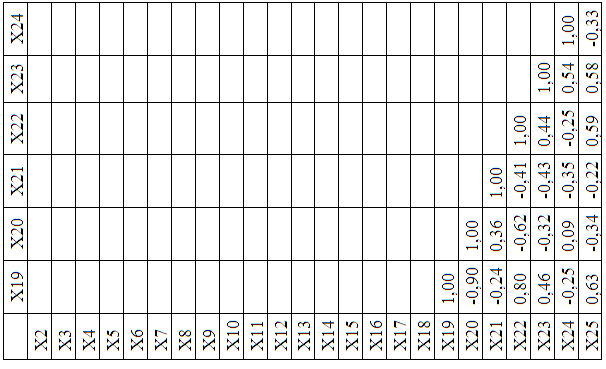 X19 X20 X21 X22 X23 X24
X2
X3
X4
X5
X6
X7
X8
X9
X10
X11
X12
X13
X14
X15
X16
X17
X18
X19 1,00
X20 -0,90 1,00
X21 -0,24 0,36 1,00
X22 0,80 -0,62 -0,41 1,00
X23 0,46 -0,32 -0,43 0,44 1,00
X24 -0,25 0,09 -0,35 -0,25 0,54 1,00
X25 0,63 -0,34 -0,22 0,59 0,58 -0,33